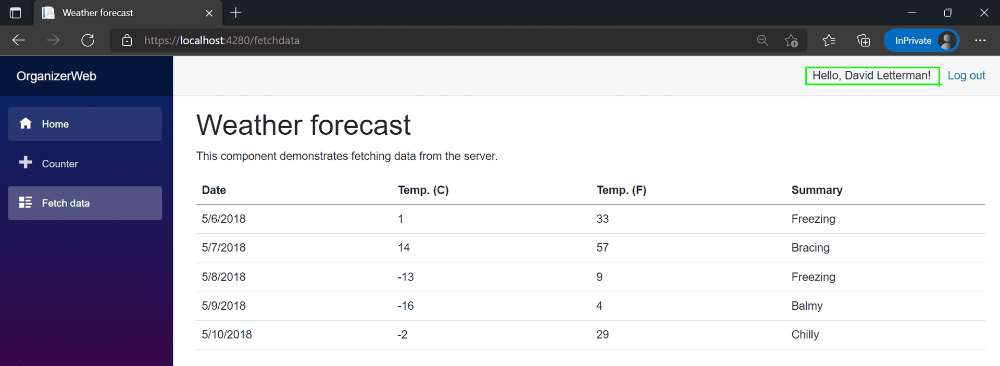 Weather forecast
https://localhost:4280/fetchdata
InPrivate
OrganizerWeb
Hello, David Letterman! Log out
Home
Counter
Fetch data
Weather forecast
This component demonstrates fetching data from the server.
Date Temp. (C) Temp. (F) Summary
5/6/2018 1 33 Freezing
5/7/2018 14 57 Bracing
5/8/2018 -13 9 Freezing
5/9/2018 -16 4 Balmy
5/10/2018 -2 29 Chilly